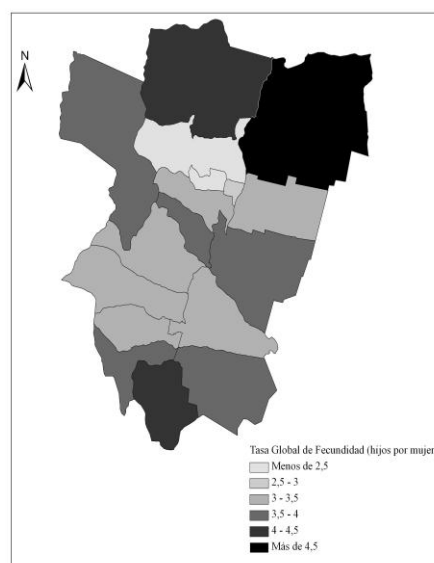 N
Tasa Global de Fecundidad (hijos por mujer
Menos de 2,5
2,5 - 3
3 - 3,5
3,5 - 4
4 - 4,5
Más de 4,5